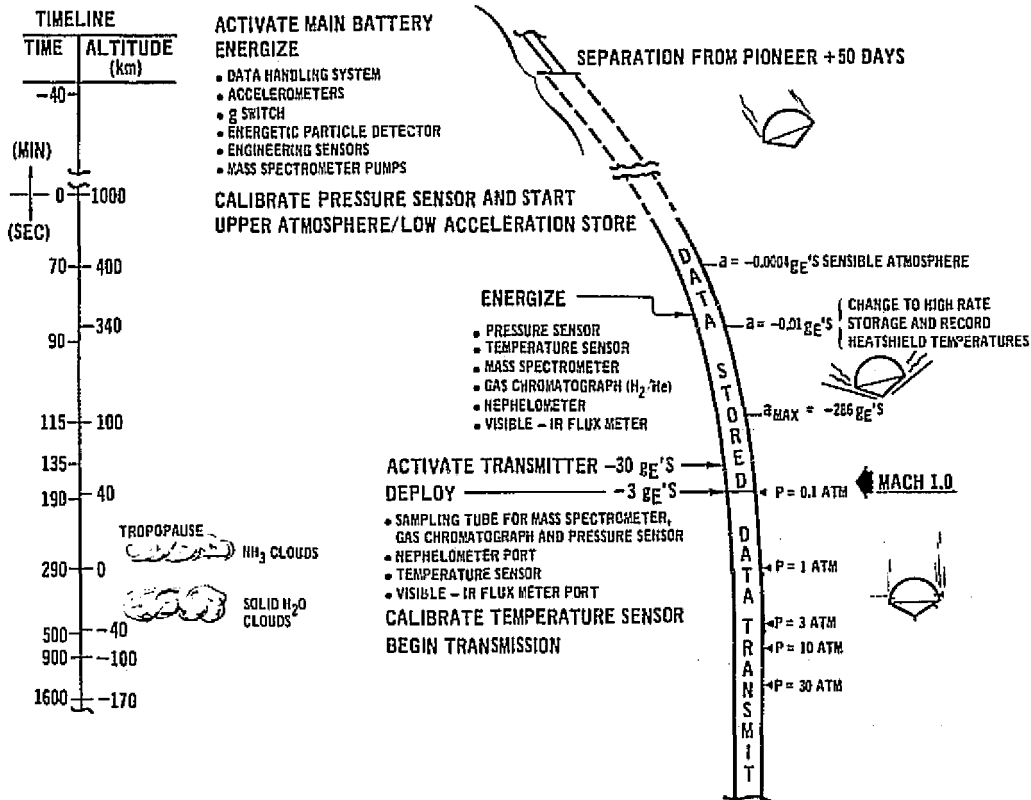 TIMELINE
TIME ALTITUDE (km)
-40
(MIN)
0 1000
(SEC)
70 400
340
90
115 100
135
190 40
290 0
500 -40
900 -100
1600 -170
TROPOPAUSE
NH3 CLOUDS
SOLID H2O
CLOUDS
ACTIVATE MAIN BATTERY
ENERGIZE
• DATA HANDLING SYSTEM
• ACCELEROMETERS
• g SWITCH
• ENERGETIC PARTICLE DETECTOR
• ENGINEERING SENSORS
• MASS SPECTROMETER PUMPS
CALIBRATE PRESSURE SENSOR AND START
UPPER ATMOSPHERE/LOW ACCELERATION STORE
ENERGIZE
• PRESSURE SENSOR
• TEMPERATURE SENSOR
• MASS SPECTROMETER
• GAS CHROMATOGRAPH (H2/He)
• NEPHELOMETER
• VISIBLE - IR FLUX METER
ACTIVATE TRANSMITTER -30 gE'S
DEPLOY -3 gE'S
• SAMPLING TUBE FOR MASS SPECTROMETER,
GAS CHROMATOGRAPH AND PRESSURE SENSOR
• NEPHELOMETER PORT
• TEMPERATURE SENSOR
• VISIBLE - IR FLUX METER PORT
CALIBRATE TEMPERATURE SENSOR
BEGIN TRANSMISSION
SEPARATION FROM PIONEER +50 DAYS
DATA STORED
DATA TRANSMIT
a = -0.0004gE'S SENSIBLE ATMOSPHERE
a = -0.01 gE'S
CHANGE TO HIGH RATE
STORAGE AND RECORD
HEATSHIELD TEMPERATURES
aMAX = -286 gE'S
MACH 1.0
P = 0.1 ATM
P = 1 ATM
P = 3 ATM
P = 10 ATM
P = 30 ATM